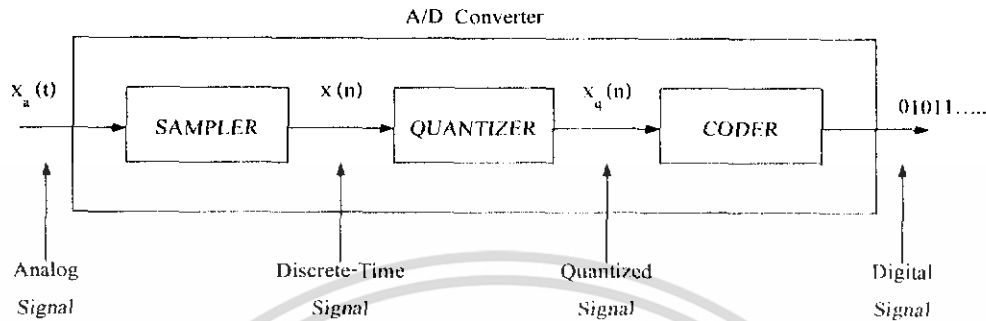 A/D Converter
x_a(t)
x(n)
x_q(n)
01011.....
SAMPLER
QUANTIZER
CODER
Analog
Signal
Discrete-Time
Signal
Quantized
Signal
Digital
Signal